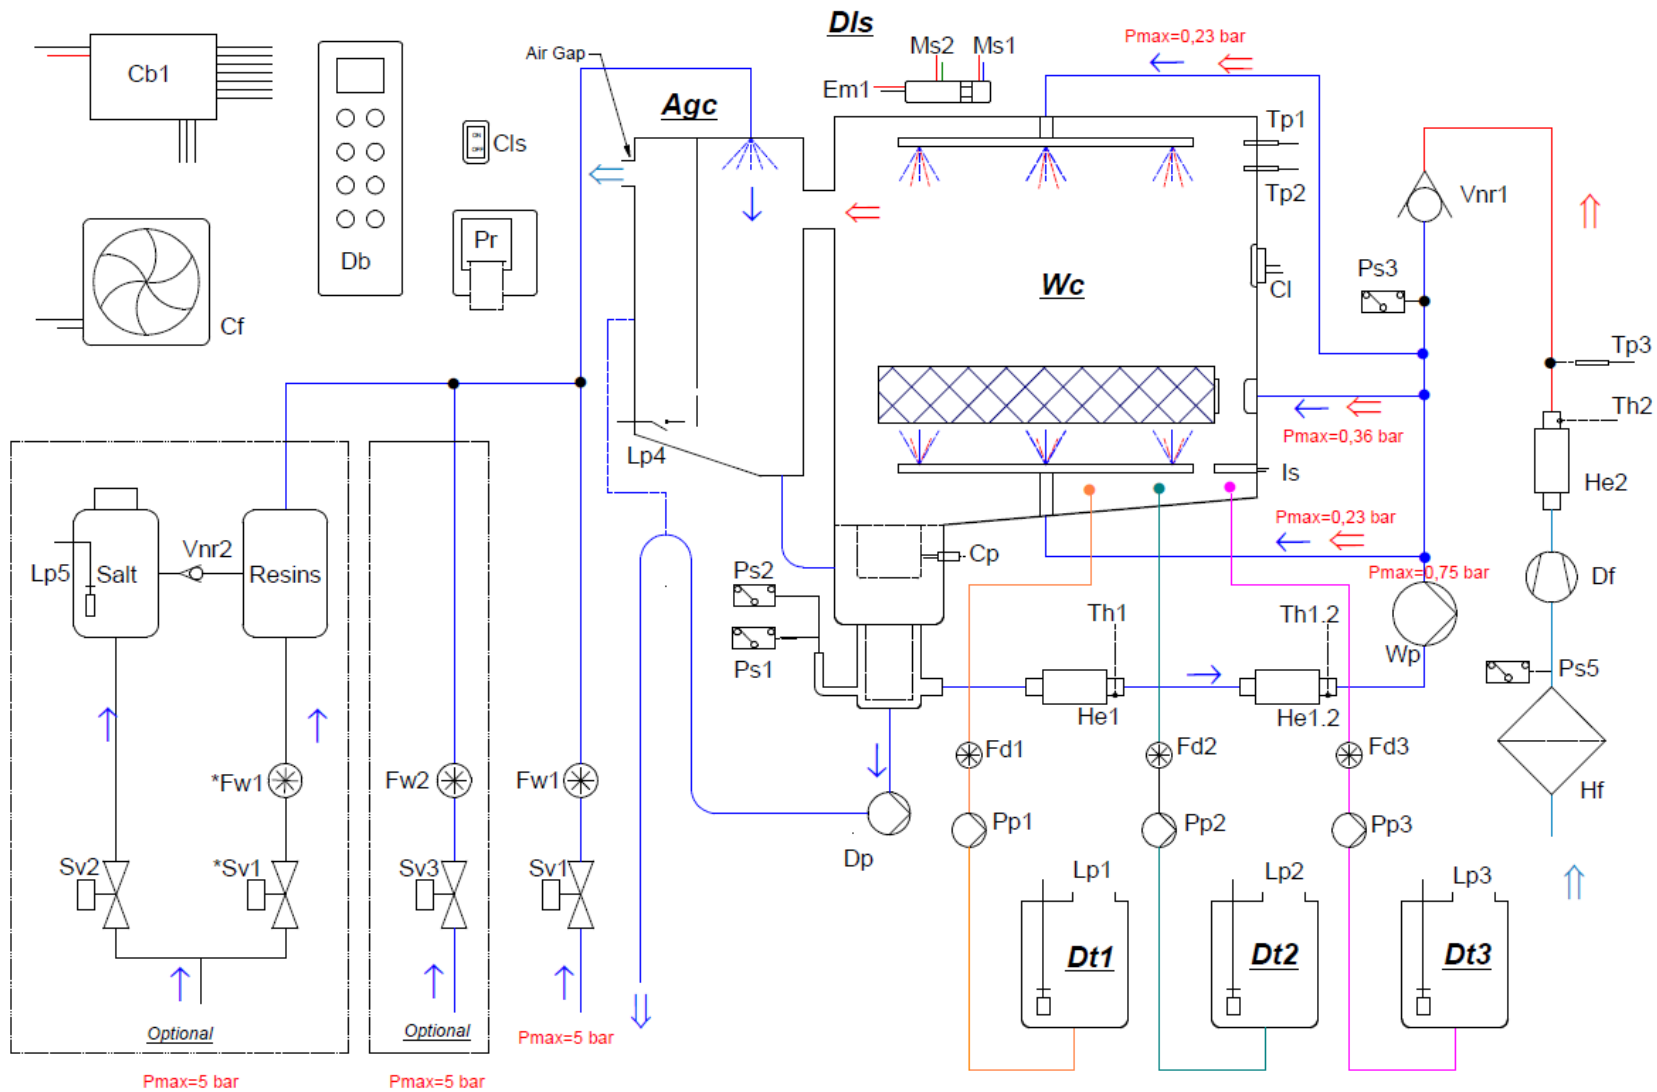 Dls
Pmax=0,23 bar
Ms2
Ms1
Air Gap
Cb1
Em1
Agc
Tp1
Cls
ON
OFF
Tp2
Vnr1
Pr
Db
Wc
Ps3
Cl
Cf
Tp3
Th2
Pmax=0,36 bar
Lp4
Is
He2
Pmax=0,23 bar
Vnr2
Cp
Lp5
Salt
Resins
Ps2
Pmax=0,75 bar
Df
Th1
Th1.2
Wp
Ps1
Ps5
He1
He1.2
*Fw1
Fw2
Fw1
Fd1
Fd2
Fd3
Hf
Pp1
Pp2
Pp3
Dp
Sv2
*Sv1
Sv3
Sv1
Lp1
Lp2
Lp3
Dt1
Dt2
Dt3
Optional
Optional
Pmax=5 bar
Pmax=5 bar
Pmax=5 bar